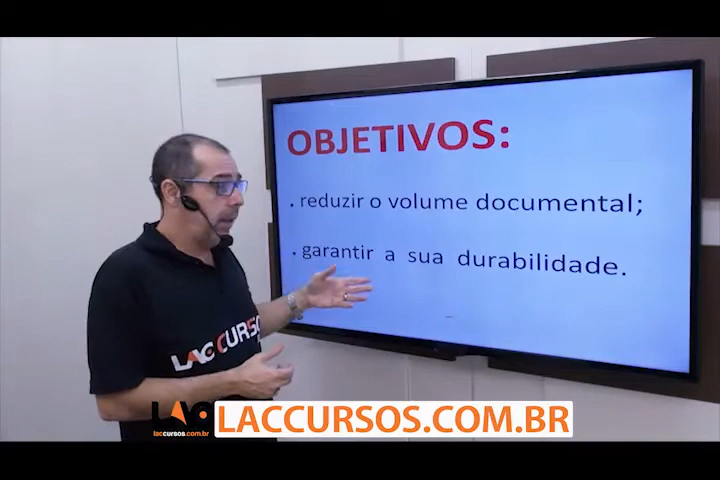 OBJETIVOS:
. reduzir o volume documental;
. garantir a sua durabilidade.
LAC CURSOS
LAC
laccursos.com.br
LACCURSOS.COM.BR